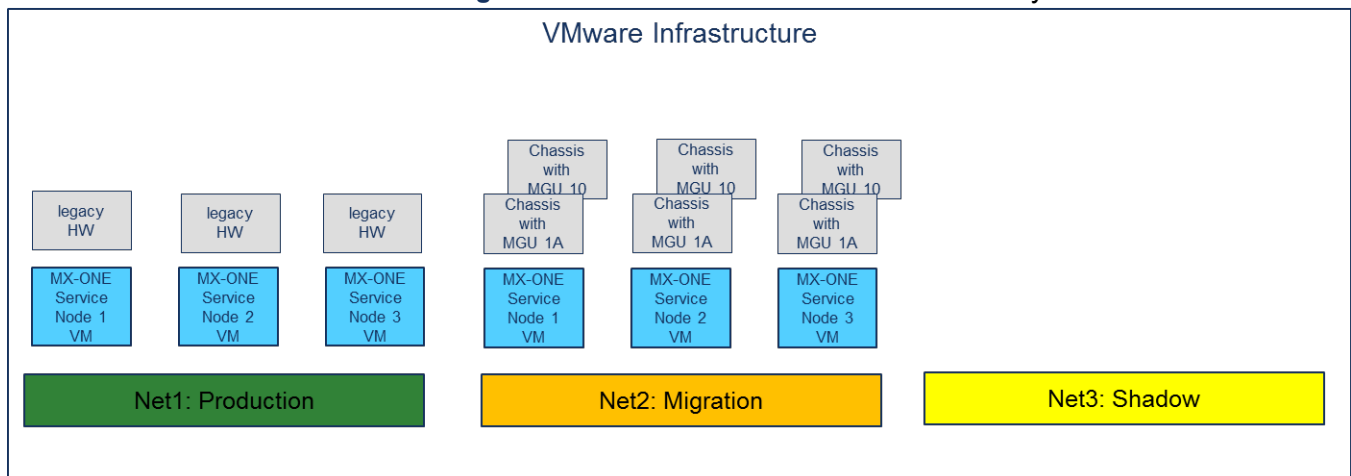 VMware Infrastructure
Chassis
with
MGU 10
Chassis
with
MGU 10
Chassis
with
MGU 10
legacy
HW
legacy
HW
legacy
HW
Chassis
with
MGU 1A
Chassis
with
MGU 1A
Chassis
with
MGU 1A
MX-ONE
Service
Node 1
VM
MX-ONE
Service
Node 2
VM
MX-ONE
Service
Node 3
VM
MX-ONE
Service
Node 1
VM
MX-ONE
Service
Node 2
VM
MX-ONE
Service
Node 3
VM
Net1: Production
Net2: Migration
Net3: Shadow